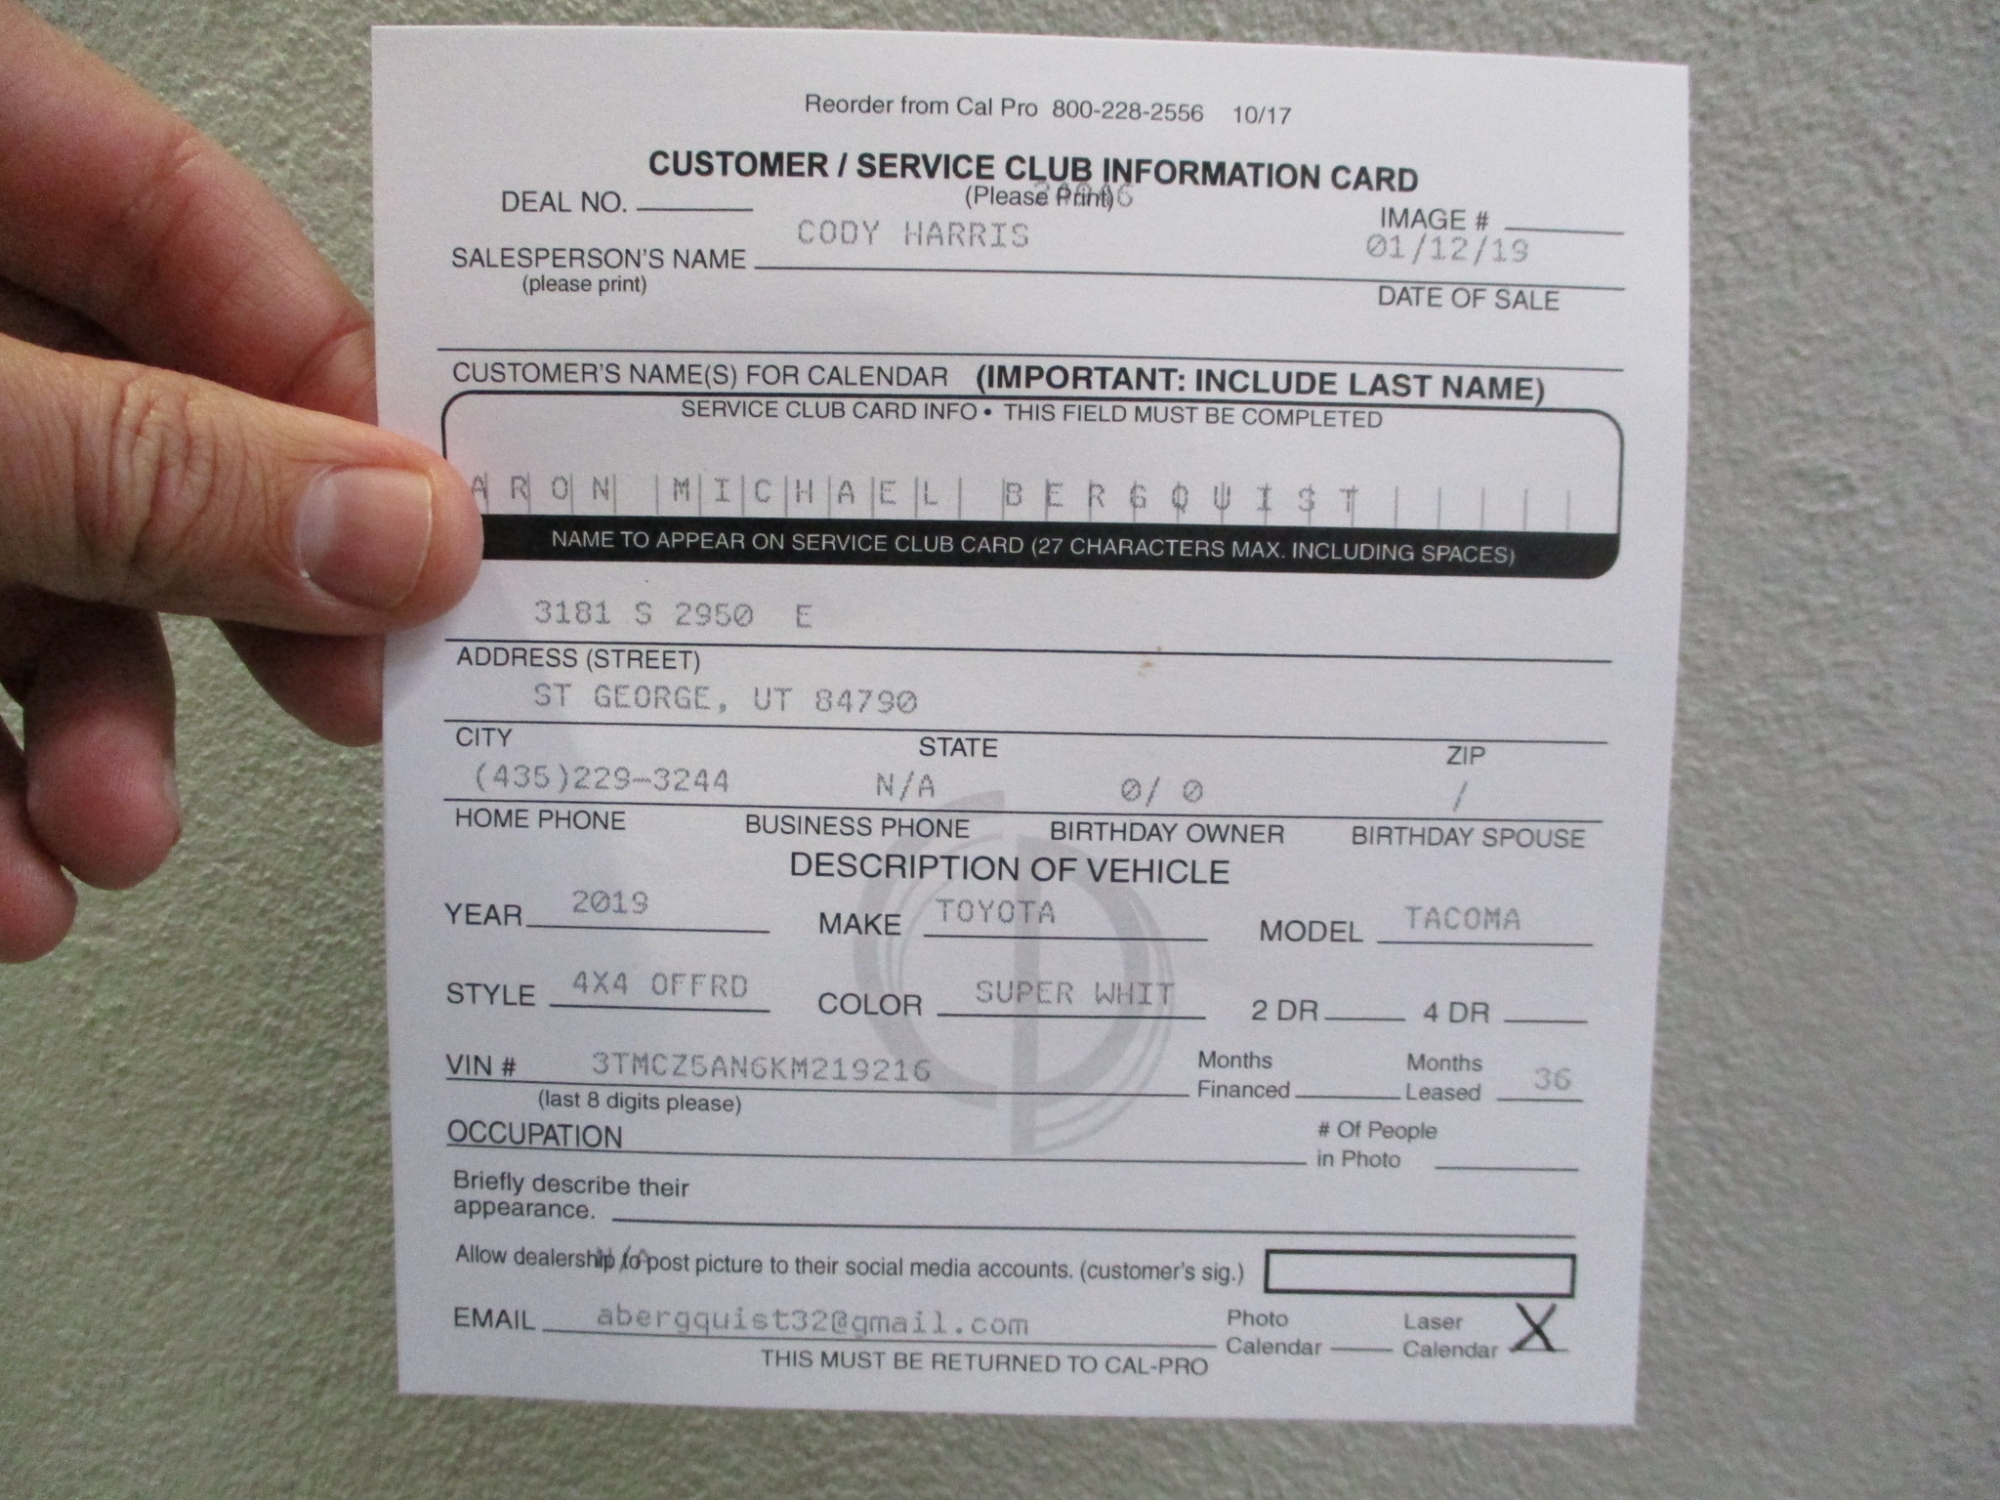 Reorder from Cal Pro 800-228-2556 10/17
CUSTOMER / SERVICE CLUB INFORMATION CARD
DEAL NO. (Please Print) IMAGE #
SALESPERSON'S NAME CODY HARRIS 01/12/19
(please print) DATE OF SALE
CUSTOMER'S NAME(S) FOR CALENDAR (IMPORTANT: INCLUDE LAST NAME)
SERVICE CLUB CARD INFO • THIS FIELD MUST BE COMPLETED
ARON MICHAEL BERGQUIST
NAME TO APPEAR ON SERVICE CLUB CARD (27 CHARACTERS MAX. INCLUDING SPACES)
3181 S 2950 E
ADDRESS (STREET)
ST GEORGE, UT 84790
CITY STATE ZIP
(435)229-3244 N/A 0/ 0 /
HOME PHONE BUSINESS PHONE BIRTHDAY OWNER BIRTHDAY SPOUSE
DESCRIPTION OF VEHICLE
YEAR 2019 MAKE TOYOTA MODEL TACOMA
STYLE 4X4 OFFRD COLOR SUPER WHIT 2 DR 4 DR
VIN # 3TMCZ5AN6KM219216 Months Financed Months Leased 36
(last 8 digits please)
OCCUPATION # Of People in Photo
Briefly describe their
appearance.
Allow dealership to post picture to their social media accounts. (customer's sig.)
EMAIL abergquist32@gmail.com Photo Calendar Laser Calendar X
THIS MUST BE RETURNED TO CAL-PRO